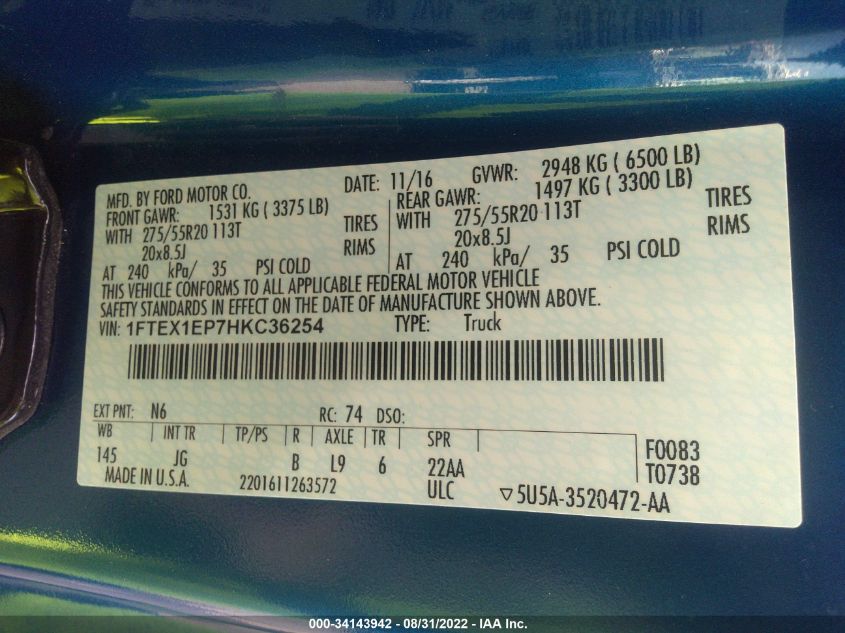 MFD. BY FORD MOTOR CO. DATE: 11/16 GVWR: 2948 KG ( 6500 LB)
FRONT GAWR: 1531 KG ( 3375 LB) REAR GAWR: 1497 KG ( 3300 LB)
WITH 275/55R20 113T TIRES WITH 275/55R20 113T TIRES
20x8.5J RIMS 20x8.5J RIMS
AT 240 kPa/ 35 PSI COLD AT 240 kPa/ 35 PSI COLD
THIS VEHICLE CONFORMS TO ALL APPLICABLE FEDERAL MOTOR VEHICLE
SAFETY STANDARDS IN EFFECT ON THE DATE OF MANUFACTURE SHOWN ABOVE.
VIN: 1FTEX1EP7HKC36254 TYPE: Truck
EXT PNT: N6 RC: 74 DSO:
WB INT TR TP/PS R AXLE TR SPR F0083
145 JG B L9 6 22AA T0738
MADE IN U.S.A. 2201611263572 ULC ▽5U5A-3520472-AA
000-34143942 - 08/31/2022 - IAA Inc.